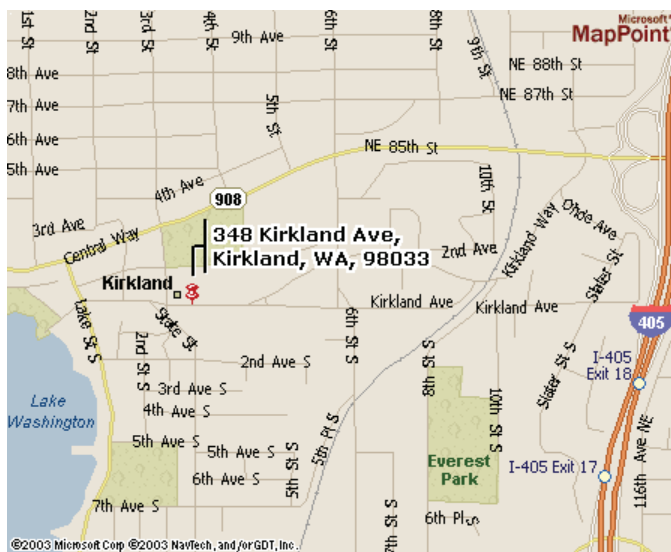 1st St
2nd St
3rd St
4th St
6th St
8th St
9th St
Microsoft®
MapPoint®
9th Ave
NE 88th St
8th Ave
NE 87th St
7th Ave
5th St
6th Ave
NE 85th St
5th Ave
4th Ave
10th St
908
3rd Ave
Central Way
348 Kirkland Ave,
Kirkland, WA, 98033
2nd Ave
Kirkland Way
Ohde Ave
Slater St
Kirkland
Kirkland Ave
Kirkland Ave
405
Lake St S
State St
2nd St S
6th St S
2nd Ave S
8th St S
Slater St S
I-405
Exit 18
3rd Ave S
10th St S
Lake
Washington
4th Ave S
5th Ave S
5th Ave S
5th Pl S
5th St S
Everest
Park
I-405 Exit 17
116th Ave NE
6th Ave S
7th Ave S
7th St S
6th Pl S
©2003 Microsoft Corp ©2003 NavTech, and/or GDT, Inc.